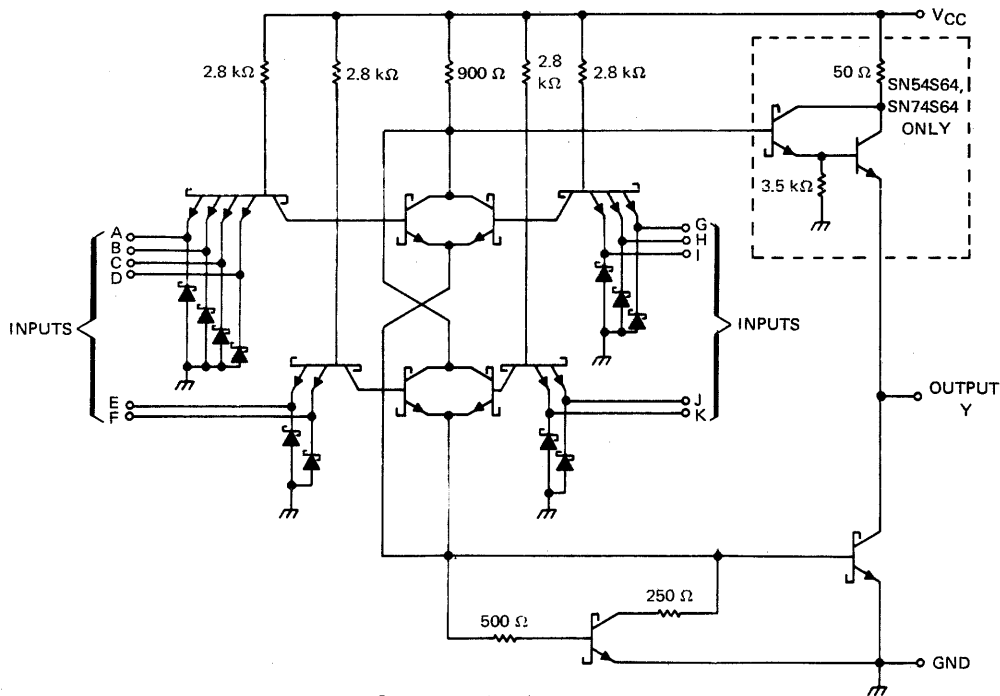 VCC
2.8 kΩ
2.8 kΩ
900 Ω
2.8
kΩ
2.8 kΩ
50 Ω
SN54S64,
SN74S64
ONLY
3.5 kΩ
A
B
C
D
G
H
I
INPUTS
INPUTS
E
F
J
K
OUTPUT
Y
250 Ω
500 Ω
GND